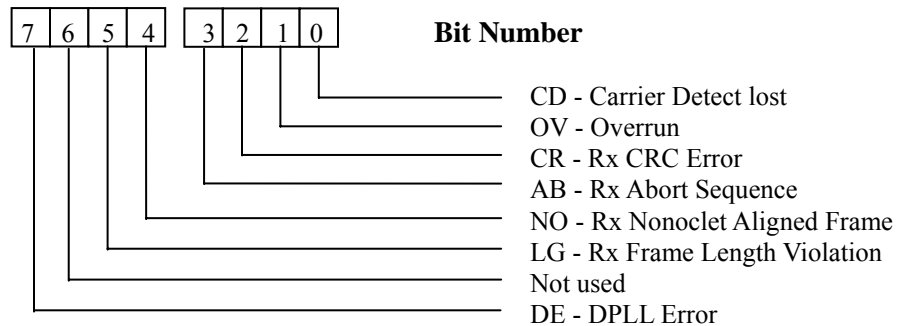 7 6 5 4 3 2 1 0 Bit Number
CD - Carrier Detect lost
OV - Overrun
CR - Rx CRC Error
AB - Rx Abort Sequence
NO - Rx Nonoclet Aligned Frame
LG - Rx Frame Length Violation
Not used
DE - DPLL Error